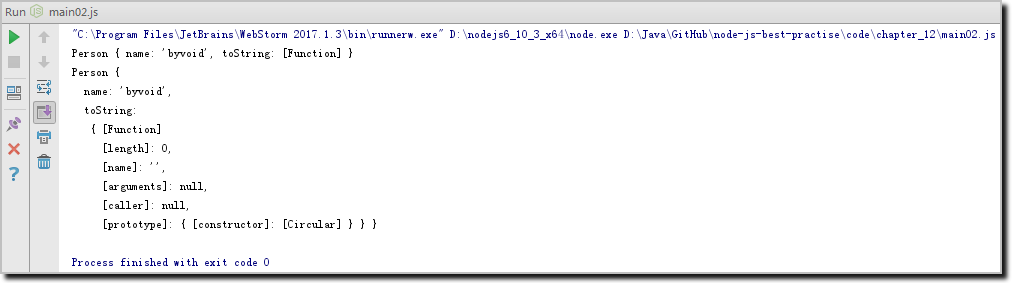 Run main02.js
"C:\Program Files\JetBrains\WebStorm 2017.1.3\bin\runnerw.exe" D:\nodejs6_10_3_x64\node.exe D:\Java\GitHub\node-js-best-practise\code\chapter_12\main02.js
Person { name: 'byvoid', toString: [Function] }
Person {
  name: 'byvoid',
  toString:
   { [Function]
     [length]: 0,
     [name]: '',
     [arguments]: null,
     [caller]: null,
     [prototype]: { [constructor]: [Circular] } } }
Process finished with exit code 0